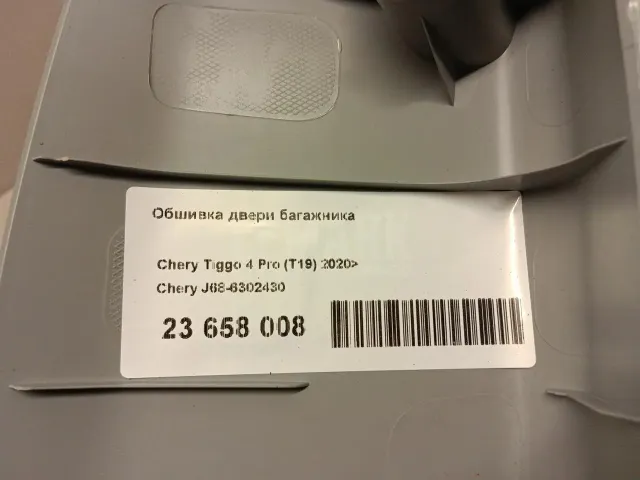 Обшивка двери багажника
Chery Tiggo 4 Pro (T19) 2020>
Chery J68-6302430
23 658 008